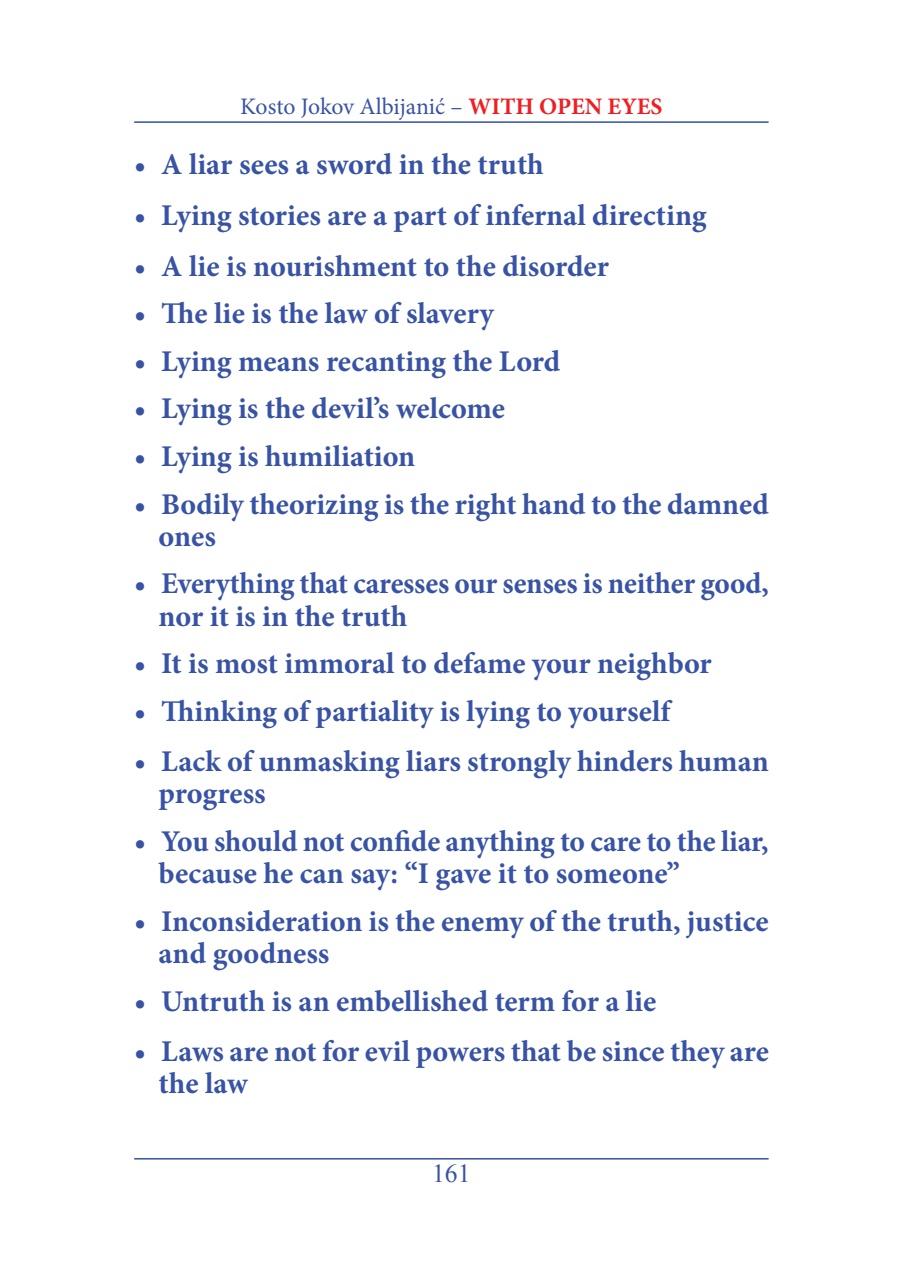 Kosto Jokov Albijanić – WITH OPEN EYES
• A liar sees a sword in the truth
• Lying stories are a part of infernal directing
• A lie is nourishment to the disorder
• The lie is the law of slavery
• Lying means recanting the Lord
• Lying is the devil’s welcome
• Lying is humiliation
• Bodily theorizing is the right hand to the damned
ones
• Everything that caresses our senses is neither good,
nor it is in the truth
• It is most immoral to defame your neighbor
• Thinking of partiality is lying to yourself
• Lack of unmasking liars strongly hinders human
progress
• You should not confide anything to care to the liar,
because he can say: “I gave it to someone”
• Inconsideration is the enemy of the truth, justice
and goodness
• Untruth is an embellished term for a lie
• Laws are not for evil powers that be since they are
the law
161